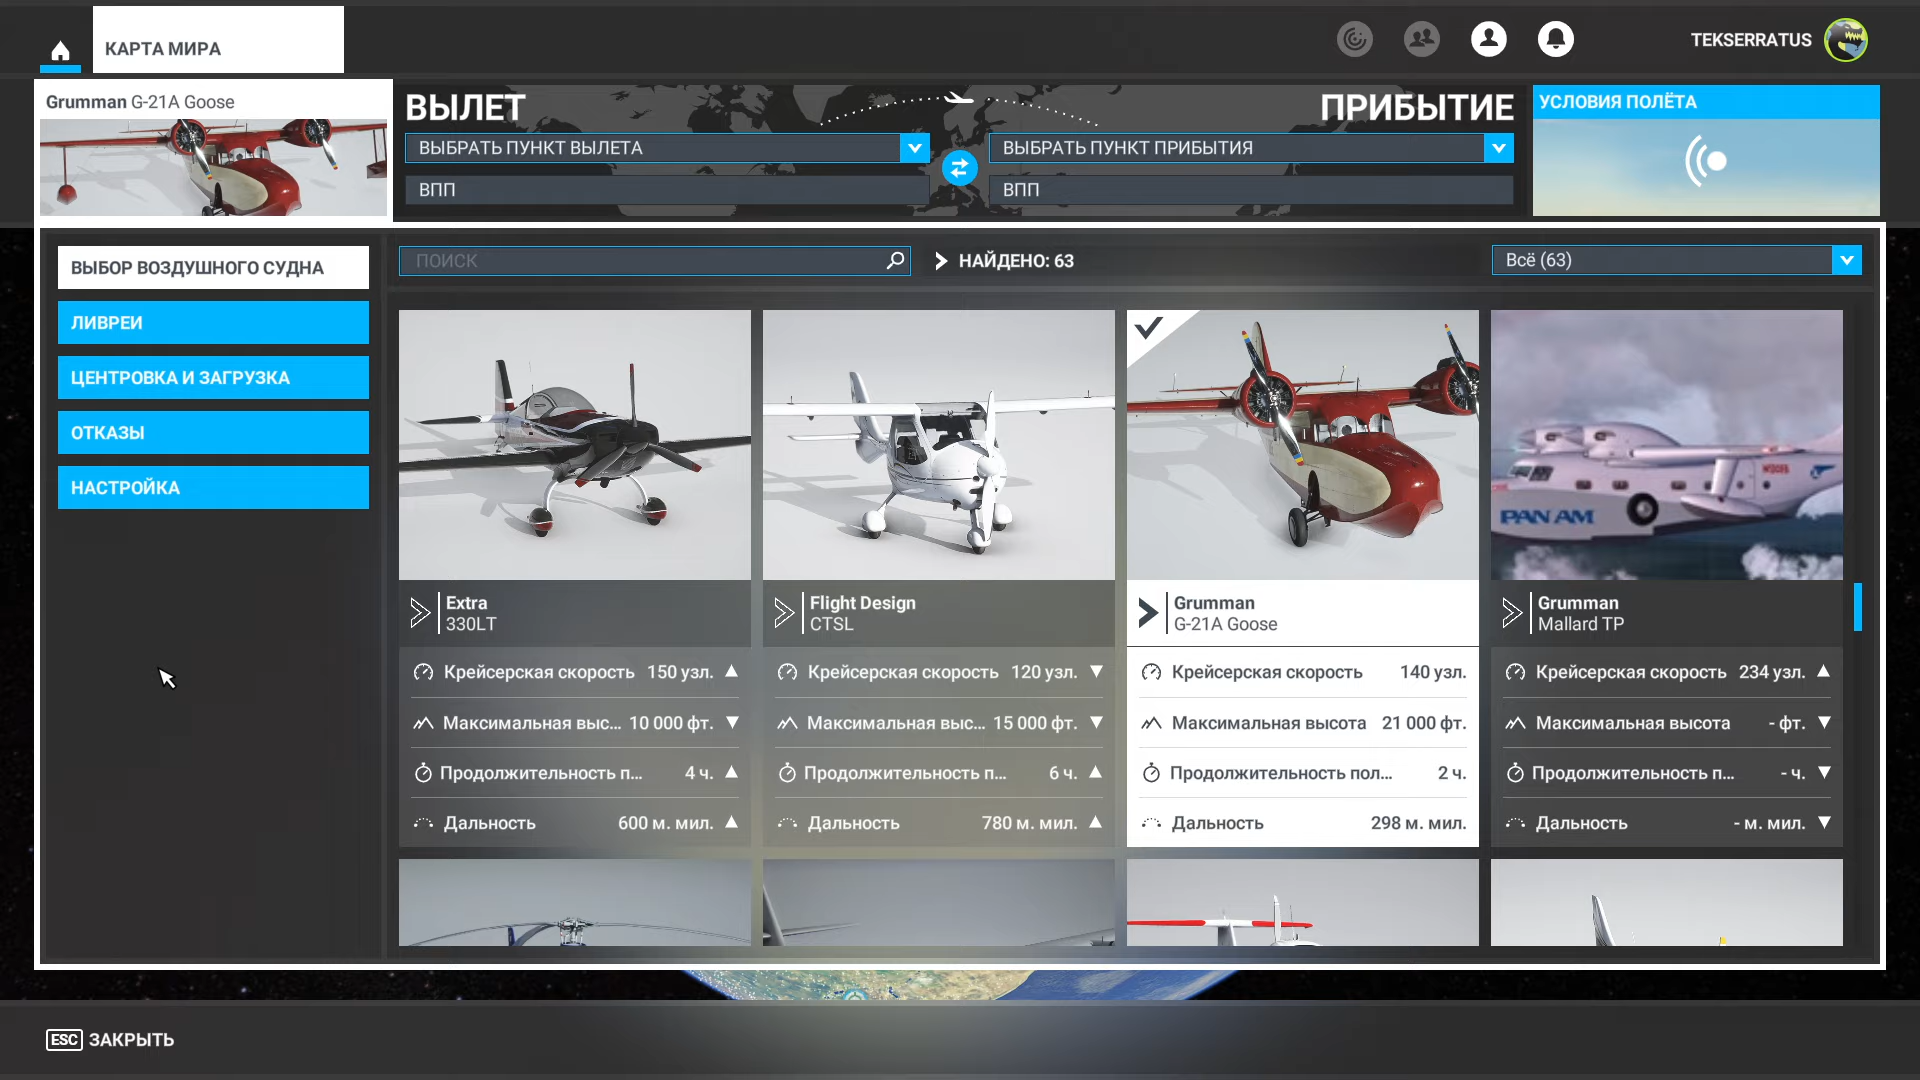 КАРТА МИРА
TEKSERRATUS
Grumman G-21A Goose
ВЫЛЕТ
ПРИБЫТИЕ
УСЛОВИЯ ПОЛЁТА
ВЫБРАТЬ ПУНКТ ВЫЛЕТА
ВЫБРАТЬ ПУНКТ ПРИБЫТИЯ
ВПП
ВПП
ВЫБОР ВОЗДУШНОГО СУДНА
ЛИВРЕИ
ЦЕНТРОВКА И ЗАГРУЗКА
ОТКАЗЫ
НАСТРОЙКА
ПОИСК
НАЙДЕНО: 63
Всё (63)
PAN AM
Extra
330LT
Крейсерская скорость 150 узл.
Максимальная выс... 10 000 фт.
Продолжительность п... 4 ч.
Дальность 600 м. мил.
Flight Design
CTSL
Крейсерская скорость 120 узл.
Максимальная выс... 15 000 фт.
Продолжительность п... 6 ч.
Дальность 780 м. мил.
Grumman
G-21A Goose
Крейсерская скорость 140 узл.
Максимальная высота 21 000 фт.
Продолжительность пол... 2 ч.
Дальность 298 м. мил.
Grumman
Mallard TP
Крейсерская скорость 234 узл.
Максимальная высота - фт.
Продолжительность п... - ч.
Дальность - м. мил.
ESC ЗАКРЫТЬ